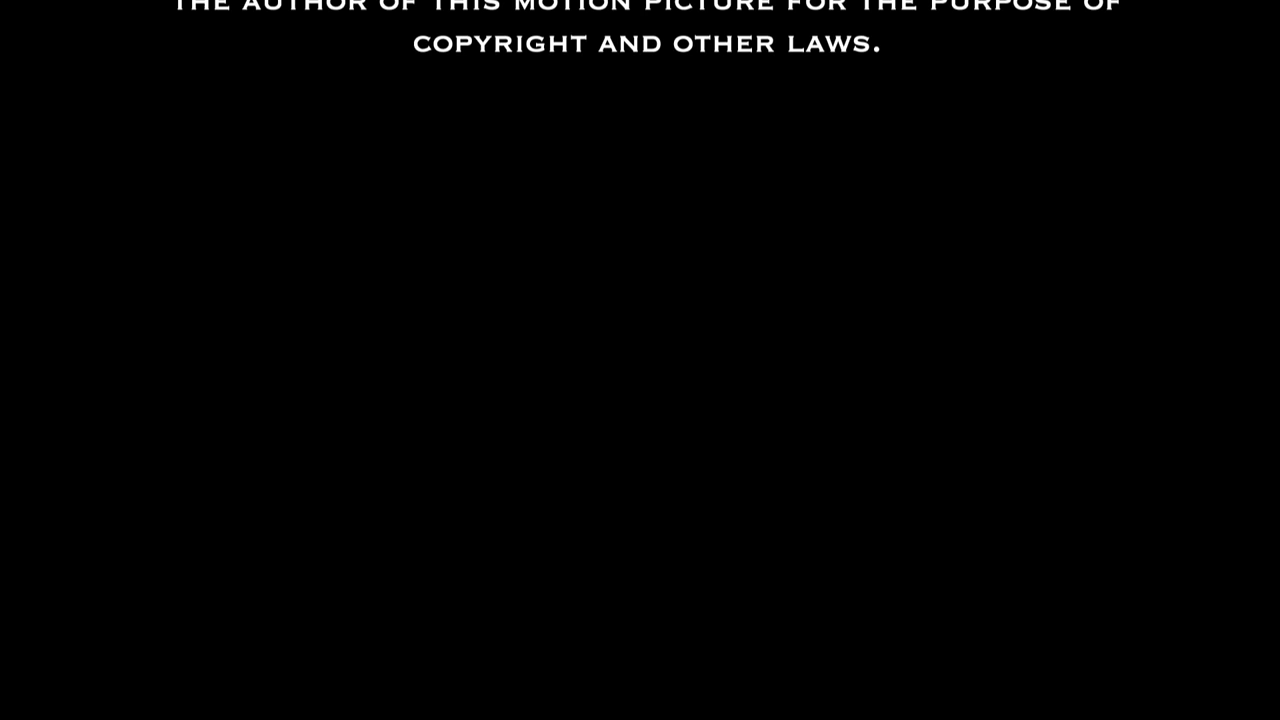 THE AUTHOR OF THIS MOTION PICTURE FOR THE PURPOSE OF
COPYRIGHT AND OTHER LAWS.